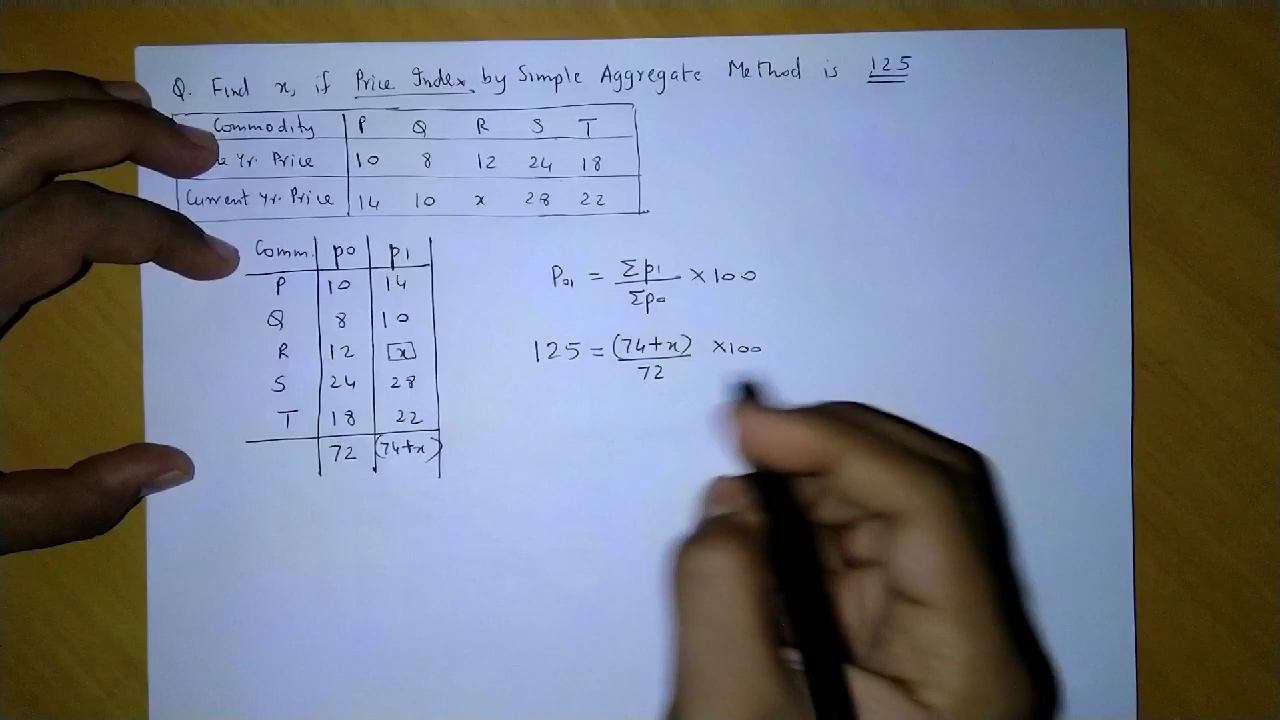 Q. Find x, if Price Index by Simple Aggregate Method is 125
Commodity P Q R S T
Yr. Price 10 8 12 24 18
Current Yr. Price 14 10 x 28 22
Comm. p0 p1
P 10 14
Q 8 10
R 12 x
S 24 28
T 18 22
72 (74+x)
P01 = Σp1/Σp0 ×100
125 = (74+x)/72 ×100